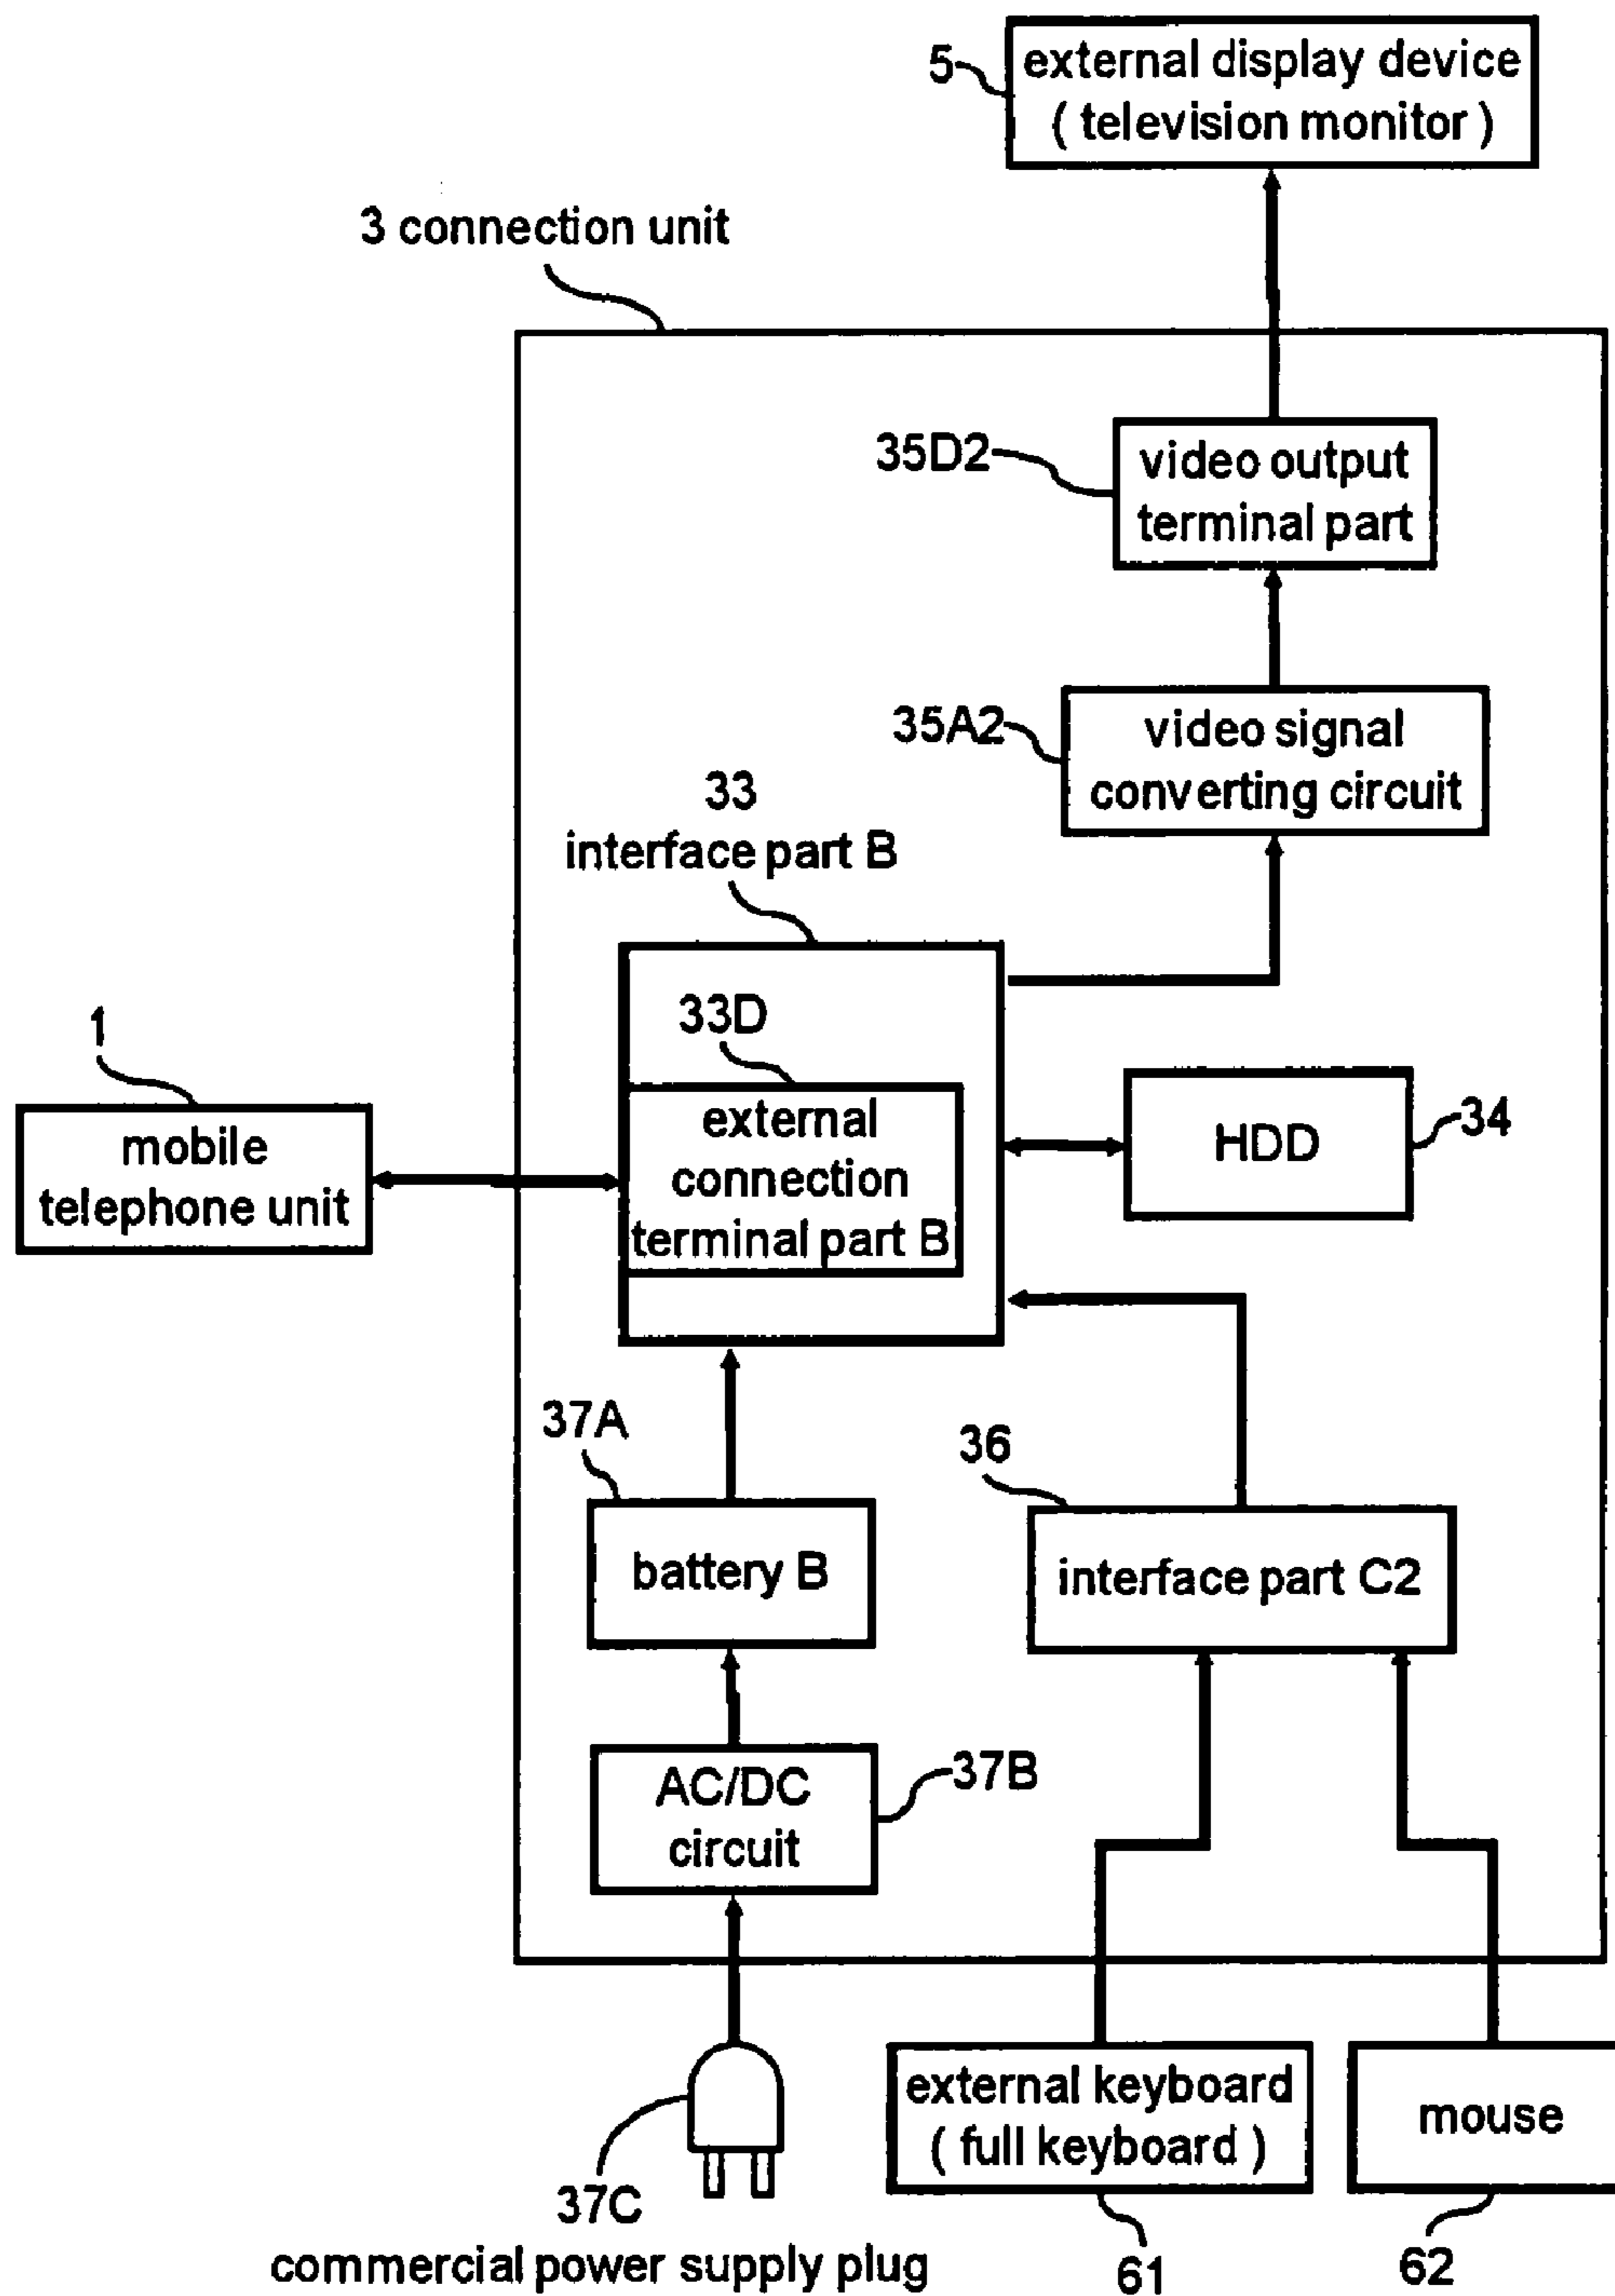 5
external display device
( television monitor )
3 connection unit
35D2
video output
terminal part
35A2
video signal
converting circuit
33
interface part B
33D
external
connection
terminal part B
1
mobile
telephone unit
HDD
34
37A
battery B
36
interface part C2
AC/DC
circuit
37B
37C
commercial power supply plug
external keyboard
( full keyboard )
61
mouse
62